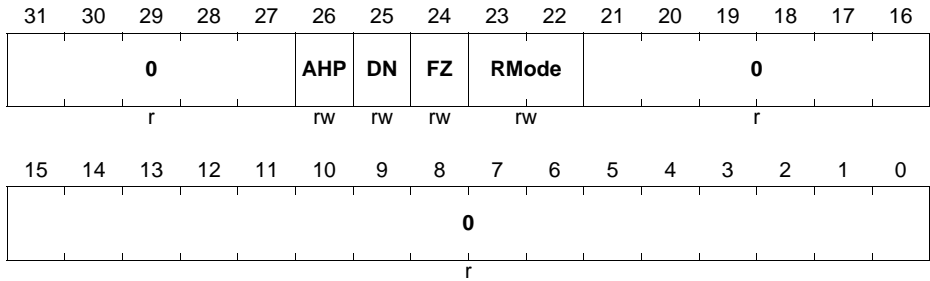 31 30 29 28 27 26 25 24 23 22 21 20 19 18 17 16
0 AHP DN FZ RMode 0
r rw rw rw rw r
15 14 13 12 11 10 9 8 7 6 5 4 3 2 1 0
0
r